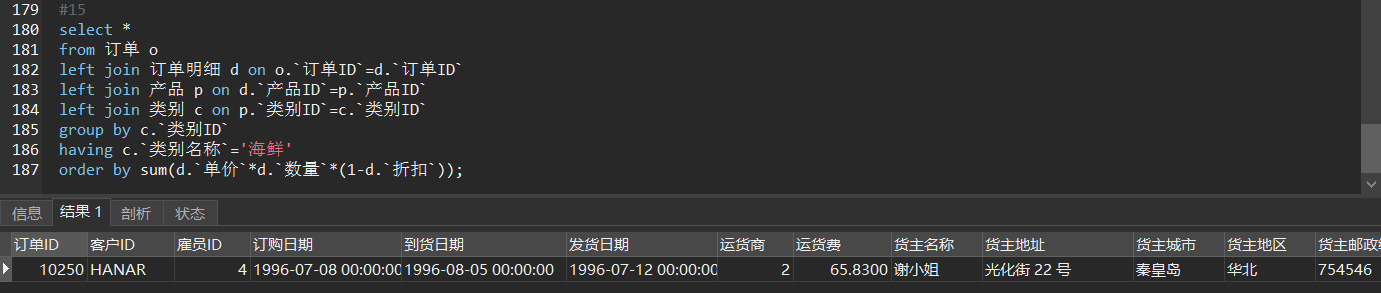 179 #15
180 select *
181 from 订单 o
182 left join 订单明细 d on o.`订单ID`=d.`订单ID`
183 left join 产品 p on d.`产品ID`=p.`产品ID`
184 left join 类别 c on p.`类别ID`=c.`类别ID`
185 group by c.`类别ID`
186 having c.`类别名称`='海鲜'
187 order by sum(d.`单价`*d.`数量`*(1-d.`折扣`));
信息 结果 1 剖析 状态
订单ID 客户ID 雇员ID 订购日期 到货日期 发货日期 运货商 运货费 货主名称 货主地址 货主城市 货主地区 货主邮政
10250 HANAR 4 1996-07-08 00:00:00 1996-08-05 00:00:00 1996-07-12 00:00:00 2 65.8300 谢小姐 光化街 22 号 秦皇岛 华北 754546